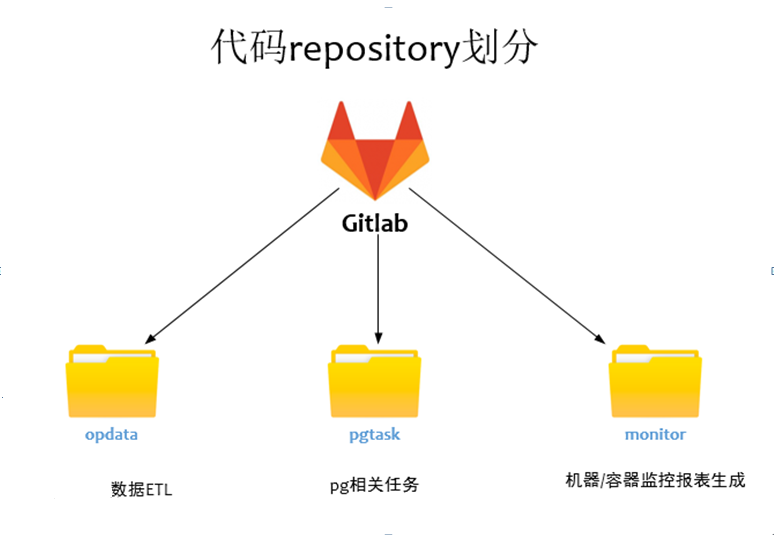 代码repository划分
Gitlab
opdata
pgtask
monitor
数据ETL
pg相关任务
机器/容器监控报表生成